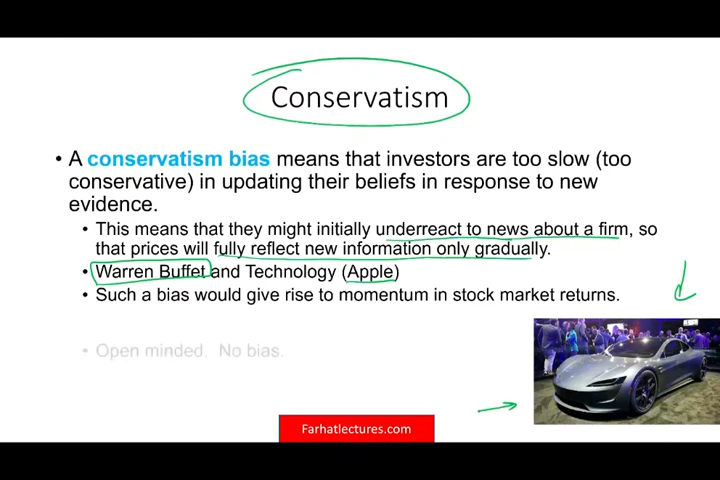 Conservatism
• A conservatism bias means that investors are too slow (too
conservative) in updating their beliefs in response to new
evidence.
• This means that they might initially underreact to news about a firm, so
that prices will fully reflect new information only gradually.
• Warren Buffet and Technology (Apple)
• Such a bias would give rise to momentum in stock market returns.
• Open minded. No bias.
Farhatlectures.com